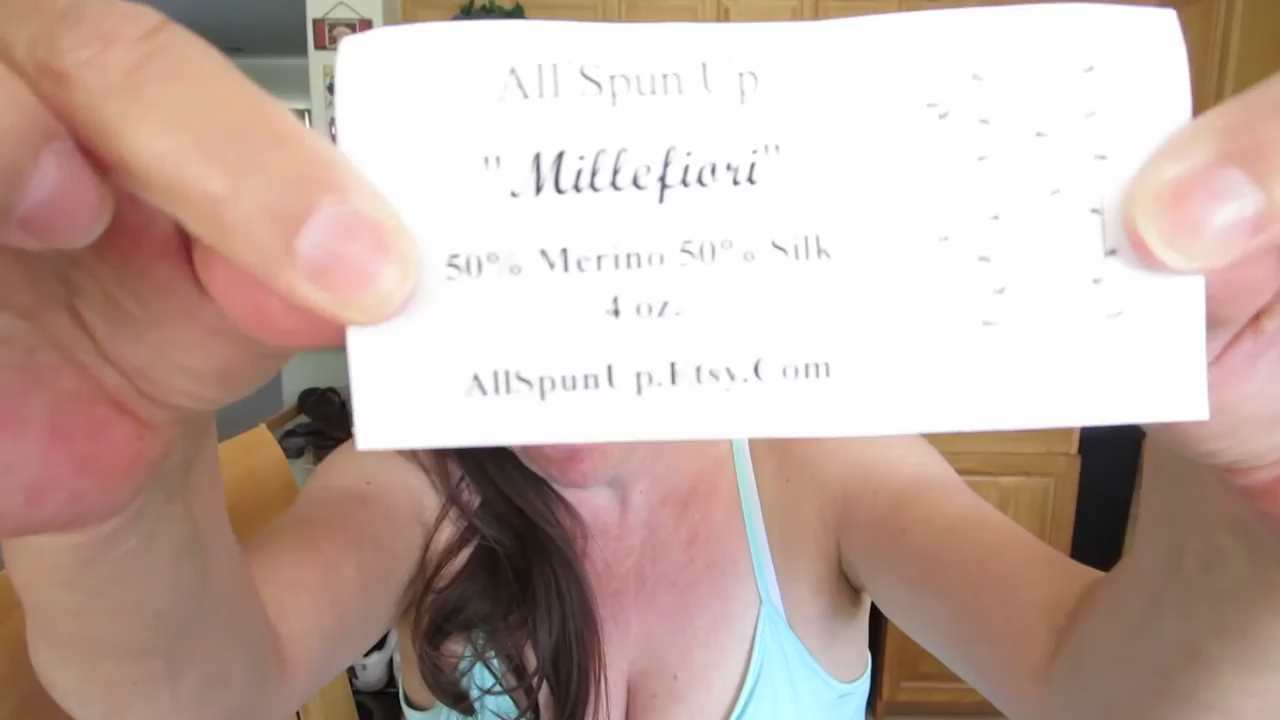 All Spun Up
"Millefiori"
50% Merino 50% Silk
4 oz.
AllSpunUp.Etsy.Com